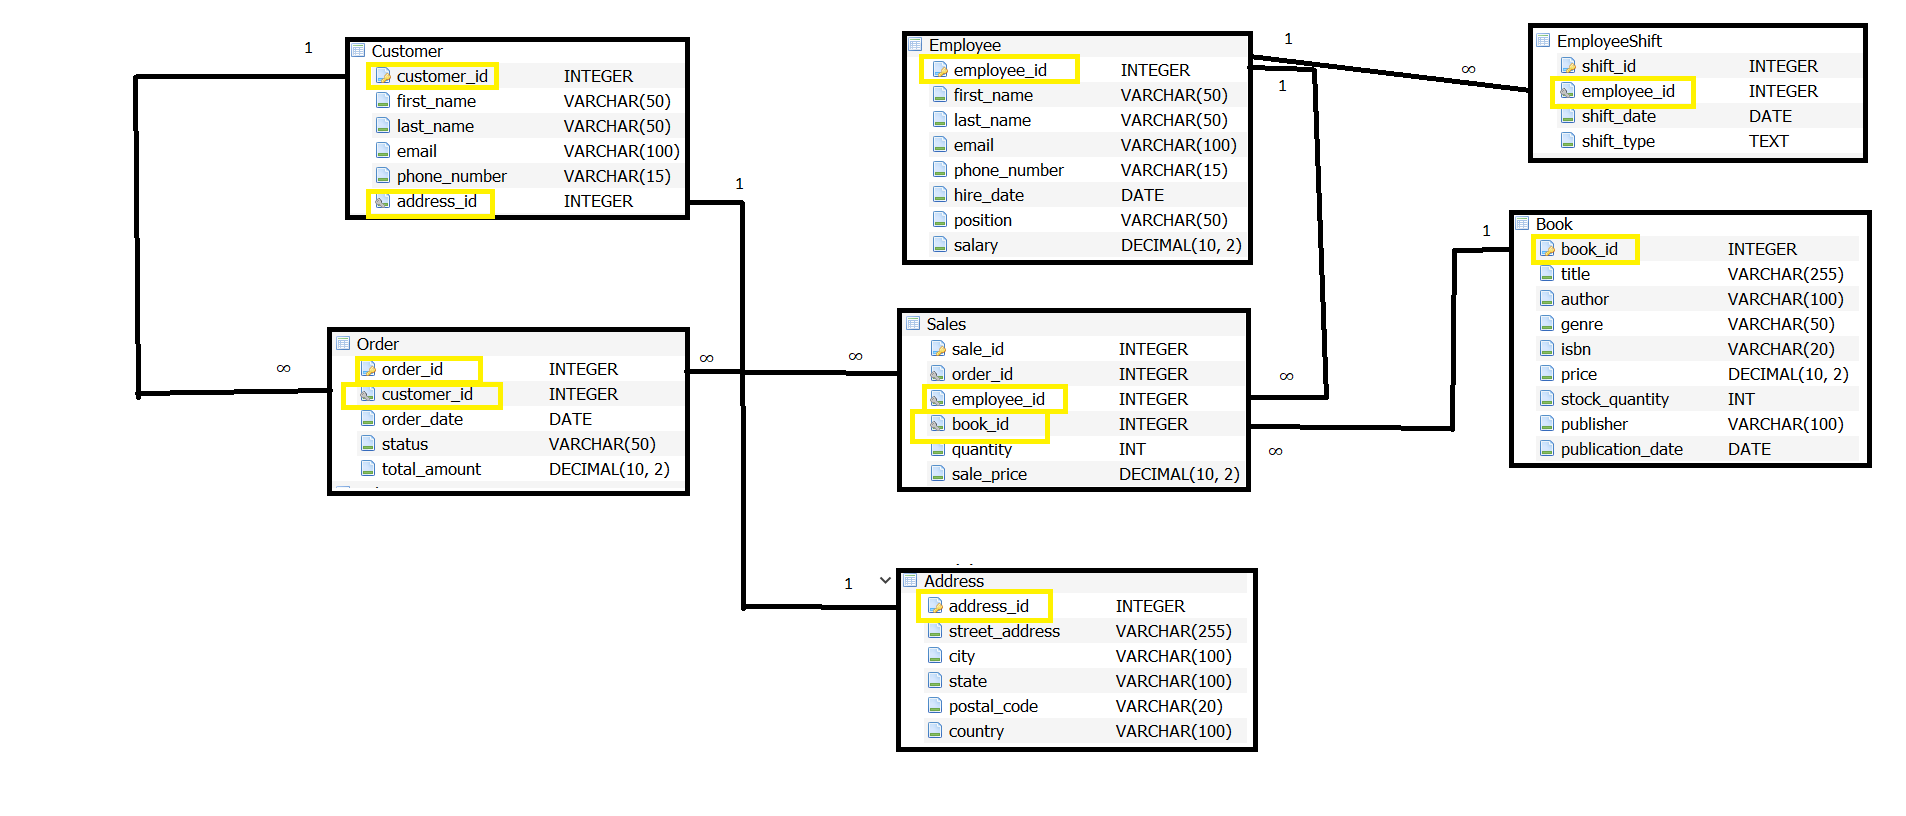 1
Customer
customer_id INTEGER
first_name VARCHAR(50)
last_name VARCHAR(50)
email VARCHAR(100)
phone_number VARCHAR(15)
address_id INTEGER
1
∞
Order
order_id INTEGER
customer_id INTEGER
order_date DATE
status VARCHAR(50)
total_amount DECIMAL(10, 2)
∞
Employee
employee_id INTEGER
first_name VARCHAR(50)
last_name VARCHAR(50)
email VARCHAR(100)
phone_number VARCHAR(15)
hire_date DATE
position VARCHAR(50)
salary DECIMAL(10, 2)
1
1
∞
EmployeeShift
shift_id INTEGER
employee_id INTEGER
shift_date DATE
shift_type TEXT
∞
Sales
sale_id INTEGER
order_id INTEGER
employee_id INTEGER
book_id INTEGER
quantity INT
sale_price DECIMAL(10, 2)
∞
∞
1
Book
book_id INTEGER
title VARCHAR(255)
author VARCHAR(100)
genre VARCHAR(50)
isbn VARCHAR(20)
price DECIMAL(10, 2)
stock_quantity INT
publisher VARCHAR(100)
publication_date DATE
1
Address
address_id INTEGER
street_address VARCHAR(255)
city VARCHAR(100)
state VARCHAR(100)
postal_code VARCHAR(20)
country VARCHAR(100)